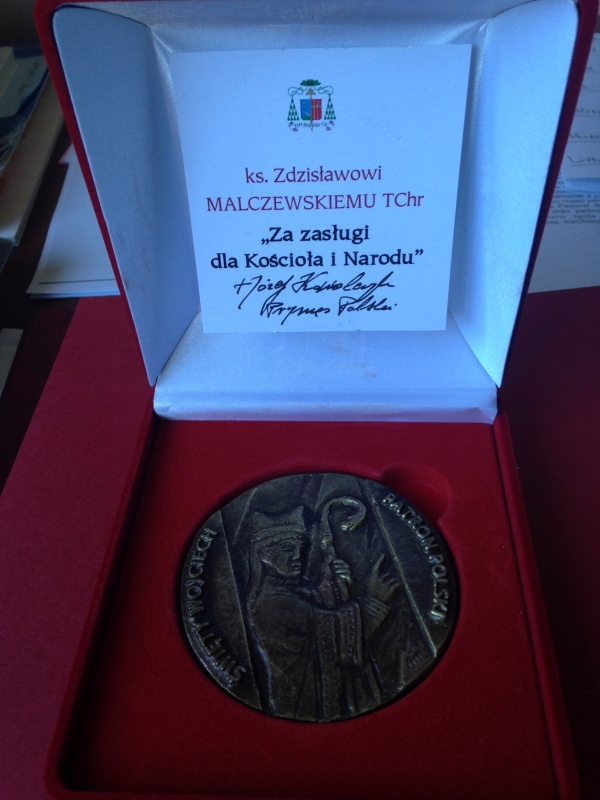 ks. Zdzisławowi
MALCZEWSKIEMU TChr
„Za zasługi
dla Kościoła i Narodu”
+ Józef Kowalczyk
Prymas Polski
ŚWIĘTY WOJCIECH
PATRON POLSKI